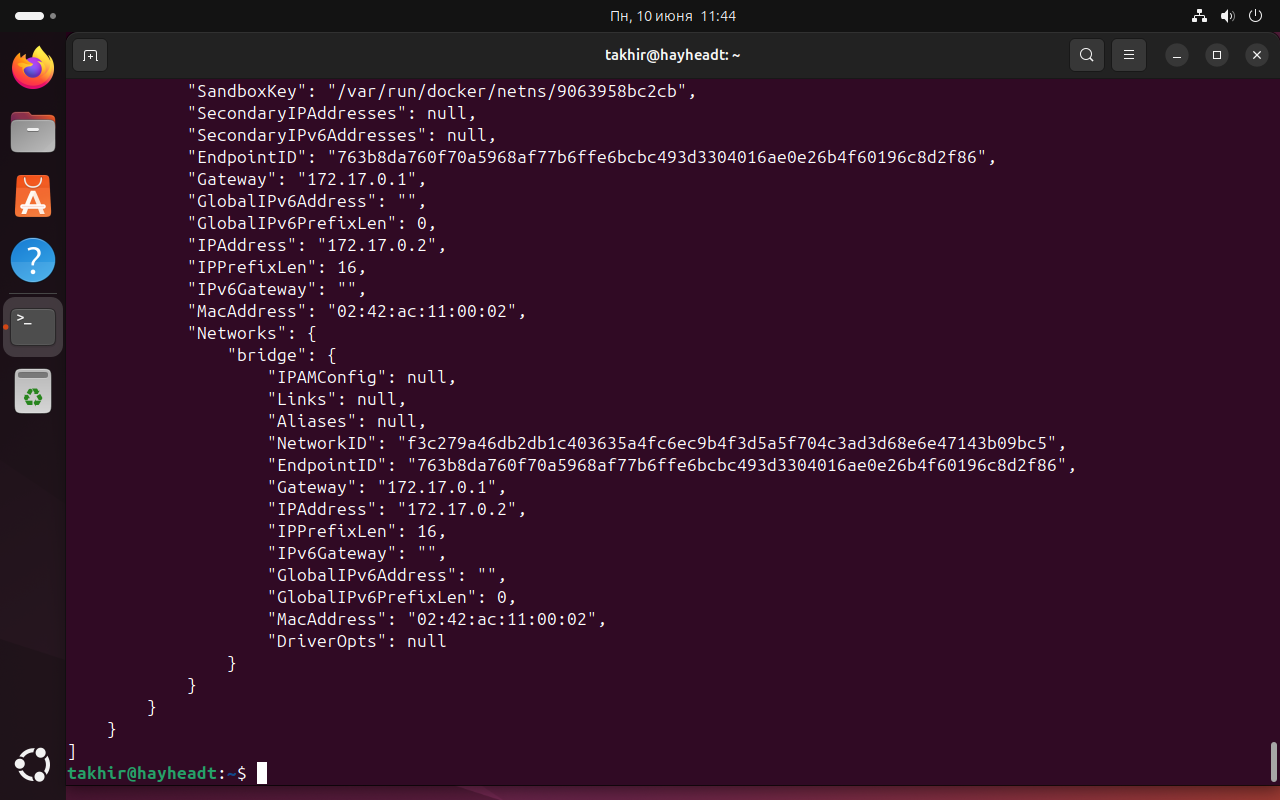 Пн, 10 июня 11:44
takhir@hayheadt: ~
"SandboxKey": "/var/run/docker/netns/9063958bc2cb",
"SecondaryIPAddresses": null,
"SecondaryIPv6Addresses": null,
"EndpointID": "763b8da760f70a5968af77b6ffe6bcbc493d3304016ae0e26b4f60196c8d2f86",
"Gateway": "172.17.0.1",
"GlobalIPv6Address": "",
"GlobalIPv6PrefixLen": 0,
"IPAddress": "172.17.0.2",
"IPPrefixLen": 16,
"IPv6Gateway": "",
"MacAddress": "02:42:ac:11:00:02",
"Networks": {
"bridge": {
"IPAMConfig": null,
"Links": null,
"Aliases": null,
"NetworkID": "f3c279a46db2db1c403635a4fc6ec9b4f3d5a5f704c3ad3d68e6e47143b09bc5",
"EndpointID": "763b8da760f70a5968af77b6ffe6bcbc493d3304016ae0e26b4f60196c8d2f86",
"Gateway": "172.17.0.1",
"IPAddress": "172.17.0.2",
"IPPrefixLen": 16,
"IPv6Gateway": "",
"GlobalIPv6Address": "",
"GlobalIPv6PrefixLen": 0,
"MacAddress": "02:42:ac:11:00:02",
"DriverOpts": null
}
}
}
}
]
takhir@hayheadt:~$